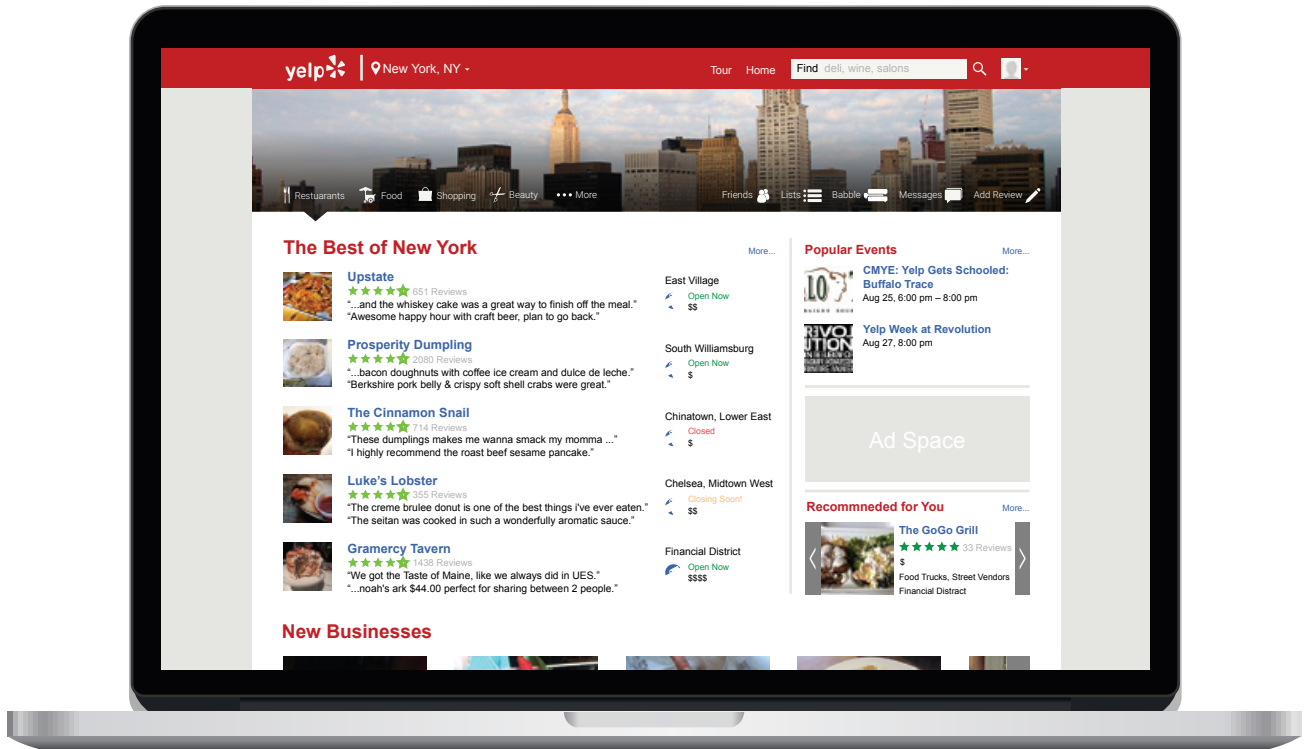 yelp
New York, NY
Tour
Home
Find deli, wine, salons
Restuarants
Food
Shopping
Beauty
More
Friends
Lists
Babble
Messages
Add Review
The Best of New York
More...
Upstate
651 Reviews
“...and the whiskey cake was a great way to finish off the meal.”
“Awesome happy hour with craft beer, plan to go back.”
East Village
Open Now
$$
Prosperity Dumpling
2080 Reviews
“...bacon doughnuts with coffee ice cream and dulce de leche.”
“Berkshire pork belly & crispy soft shell crabs were great.”
South Williamsburg
Open Now
$
The Cinnamon Snail
714 Reviews
“These dumplings makes me wanna smack my momma ...”
“I highly recommend the roast beef sesame pancake.”
Chinatown, Lower East
Closed
$
Luke’s Lobster
355 Reviews
“The creme brulee donut is one of the best things i've ever eaten.”
“The seitan was cooked in such a wonderfully aromatic sauce.”
Chelsea, Midtown West
Closing Soon!
$$
Gramercy Tavern
1438 Reviews
“We got the Taste of Maine, like we always did in UES.”
“...noah's ark $44.00 perfect for sharing between 2 people.”
Financial District
Open Now
$$$$
Popular Events
More...
CMYE: Yelp Gets Schooled:
Buffalo Trace
Aug 25, 6:00 pm – 8:00 pm
Yelp Week at Revolution
Aug 27, 8:00 pm
Ad Space
Recommneded for You
More...
The GoGo Grill
33 Reviews
$
Food Trucks, Street Vendors
Financial Distract
New Businesses